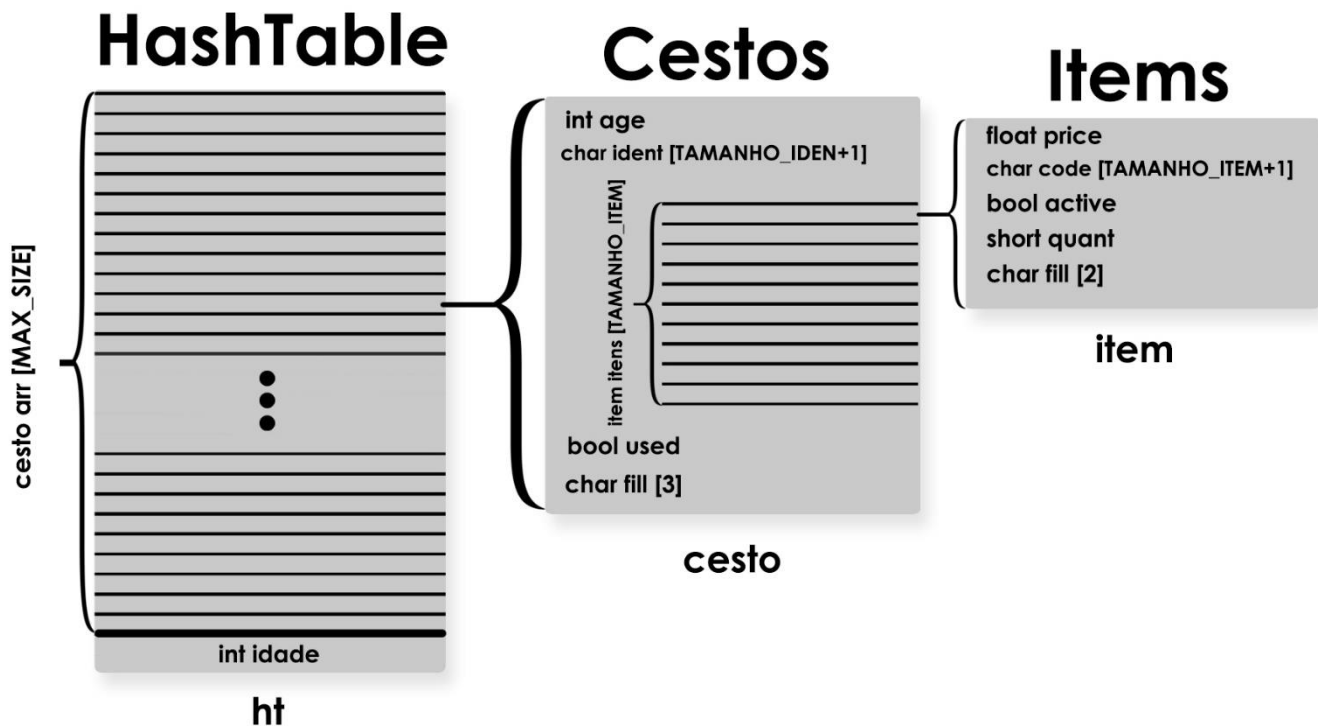 HashTable
cesto arr [MAX_SIZE]
int idade
ht
Cestos
int age
char ident [TAMANHO_IDEN+1]
item itens [TAMANHO_ITEM]
bool used
char fill [3]
cesto
Items
float price
char code [TAMANHO_ITEM+1]
bool active
short quant
char fill [2]
item